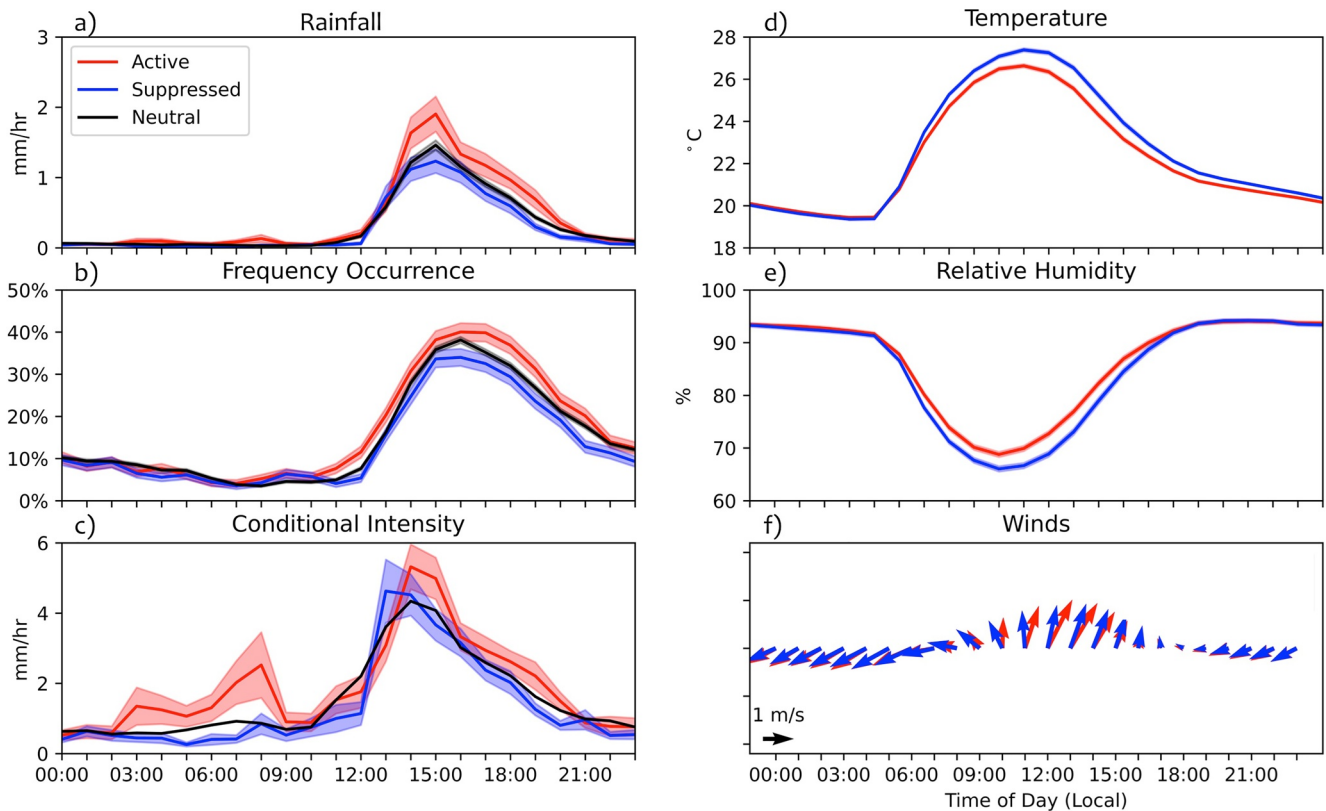 a) Rainfall
3
2
1
0
mm/hr
Active
Suppressed
Neutral
b) Frequency Occurrence
50%
40%
30%
20%
10%
0%
c) Conditional Intensity
6
4
2
0
mm/hr
00:00 03:00 06:00 09:00 12:00 15:00 18:00 21:00
d) Temperature
28
26
24
22
20
18
°C
e) Relative Humidity
100
90
80
70
60
%
f) Winds
1 m/s
00:00 03:00 06:00 09:00 12:00 15:00 18:00 21:00
Time of Day (Local)